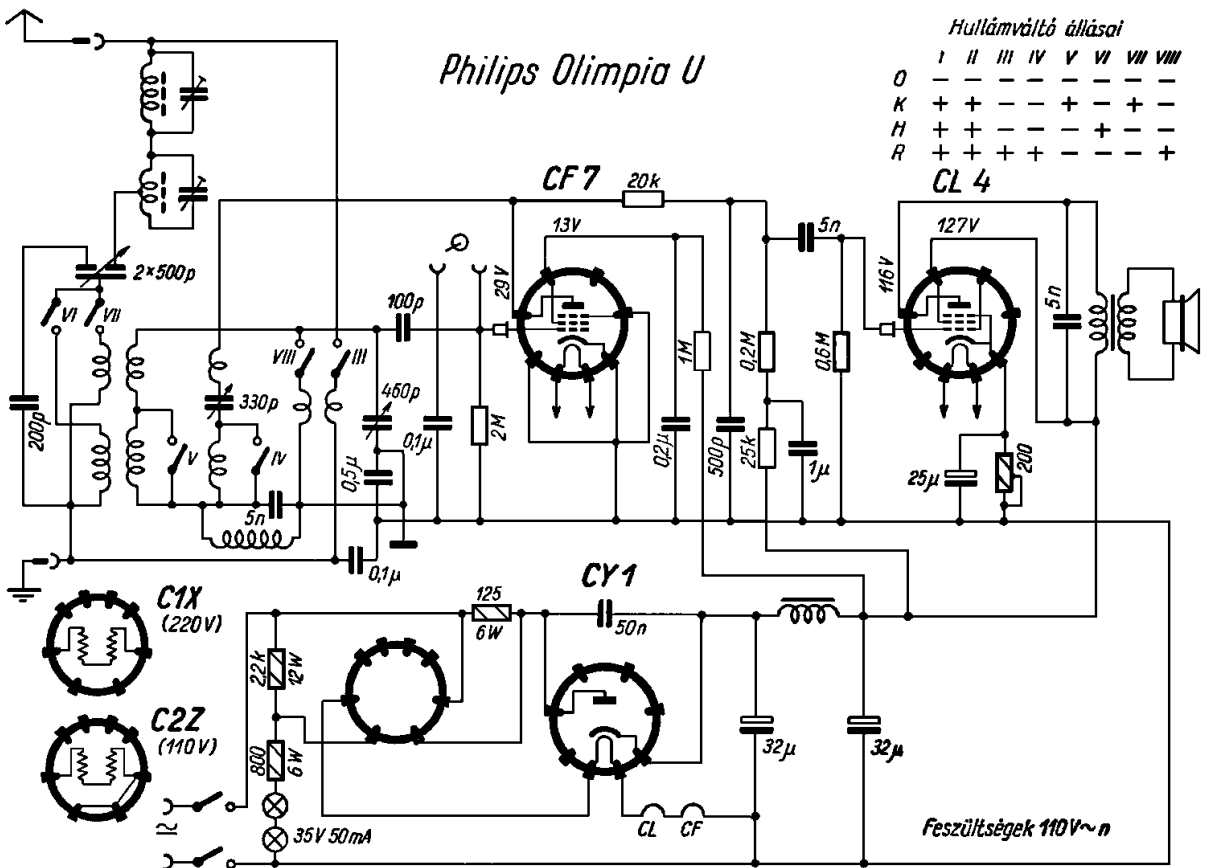 Philips Olimpia U
Hullámváltó állásai
I II III IV V VI VII VIII
O − − − − − − − −
K + + − − + − + −
H + + − − − + − −
R + + + + − − − +
CF 7
20k
CL 4
13V
29V
5n
127V
116V
5n
2×500p
VI
VII
100p
VIII
III
1M
0,2M
0,6M
200p
330p
460p
0,1μ
2M
0,2μ
500p
25k
1μ
25μ
200
V
IV
0,5μ
5n
0,1μ
C1X
(220V)
125
6W
CY 1
50n
2,2k
12W
C2Z
(110V)
800
6W
32μ
32μ
35V 50mA
CL
CF
Feszültségek 110V~n